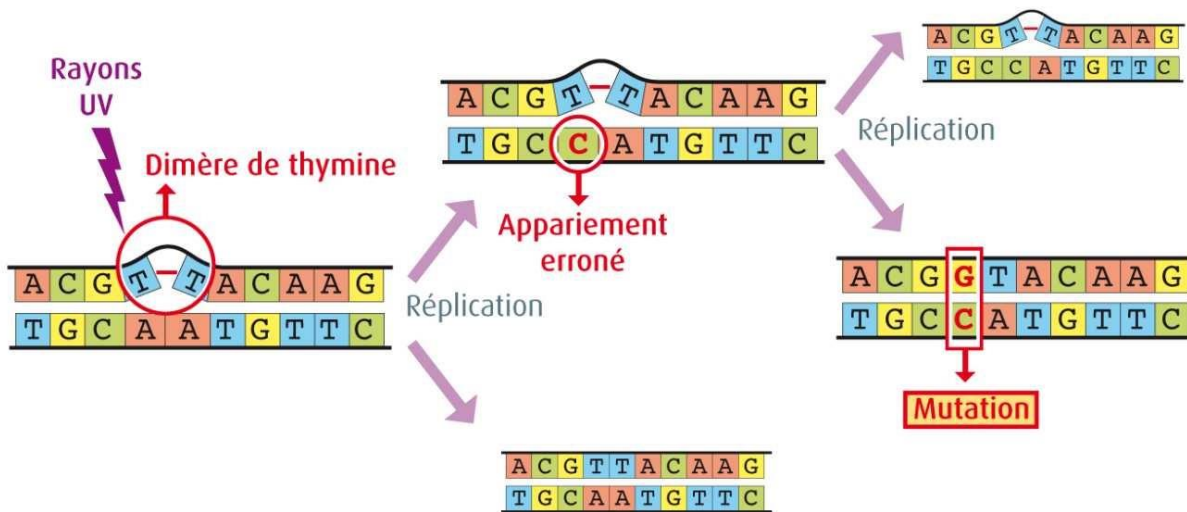 Rayons
UV
Dimère de thymine
A C G T T A C A A G
T G C A A T G T T C
Réplication
A C G T T A C A A G
T G C C A T G T T C
Appariement
erroné
A C G T T A C A A G
T G C A A T G T T C
Réplication
A C G T T A C A A G
T G C C A T G T T C
A C G G T A C A A G
T G C C A T G T T C
Mutation